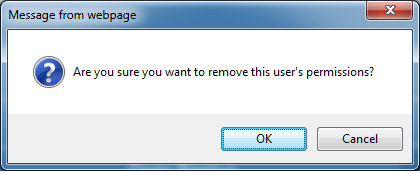 Message from webpage
Are you sure you want to remove this user's permissions?
OK
Cancel